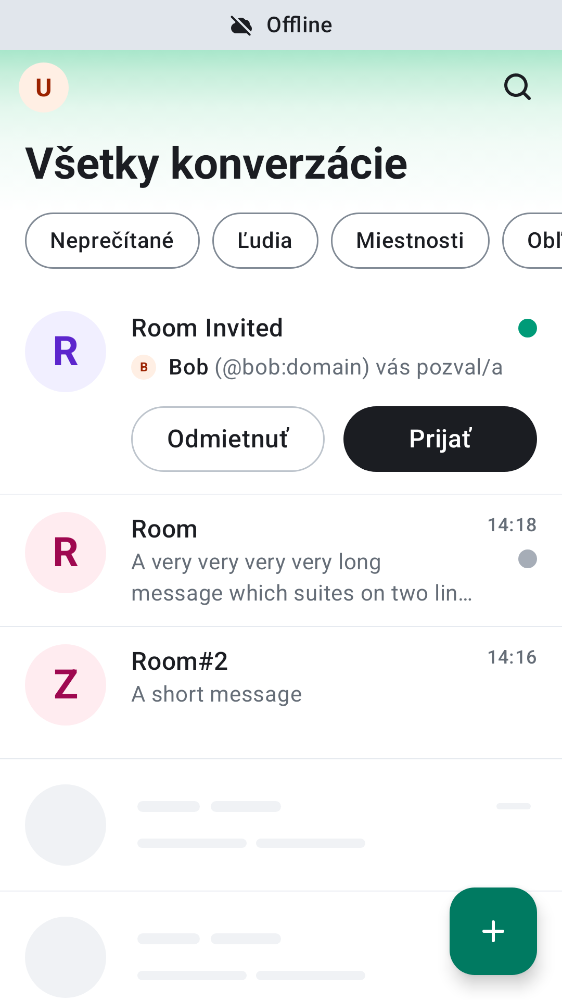 Offline
U
Všetky konverzácie
Neprečítané
Ľudia
Miestnosti
Obľ
R
Room Invited
B
Bob (@bob:domain) vás pozval/a
Odmietnuť
Prijať
R
Room
14:18
A very very very very long
message which suites on two lin…
Z
Room#2
14:16
A short message